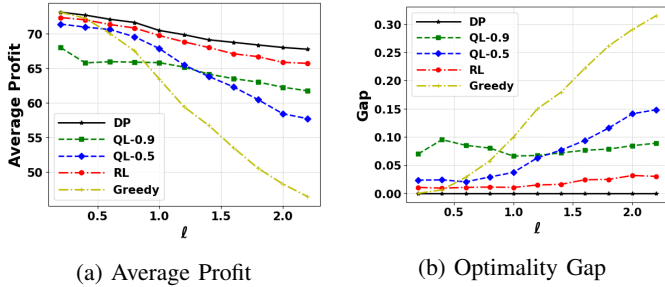 Average Profit
70
65
60
55
50
0.5
1.0
1.5
2.0
ℓ
DP
QL-0.9
QL-0.5
RL
Greedy
(a) Average Profit
Gap
0.30
0.25
0.20
0.15
0.10
0.05
0.00
0.5
1.0
1.5
2.0
ℓ
DP
QL-0.9
QL-0.5
RL
Greedy
(b) Optimality Gap